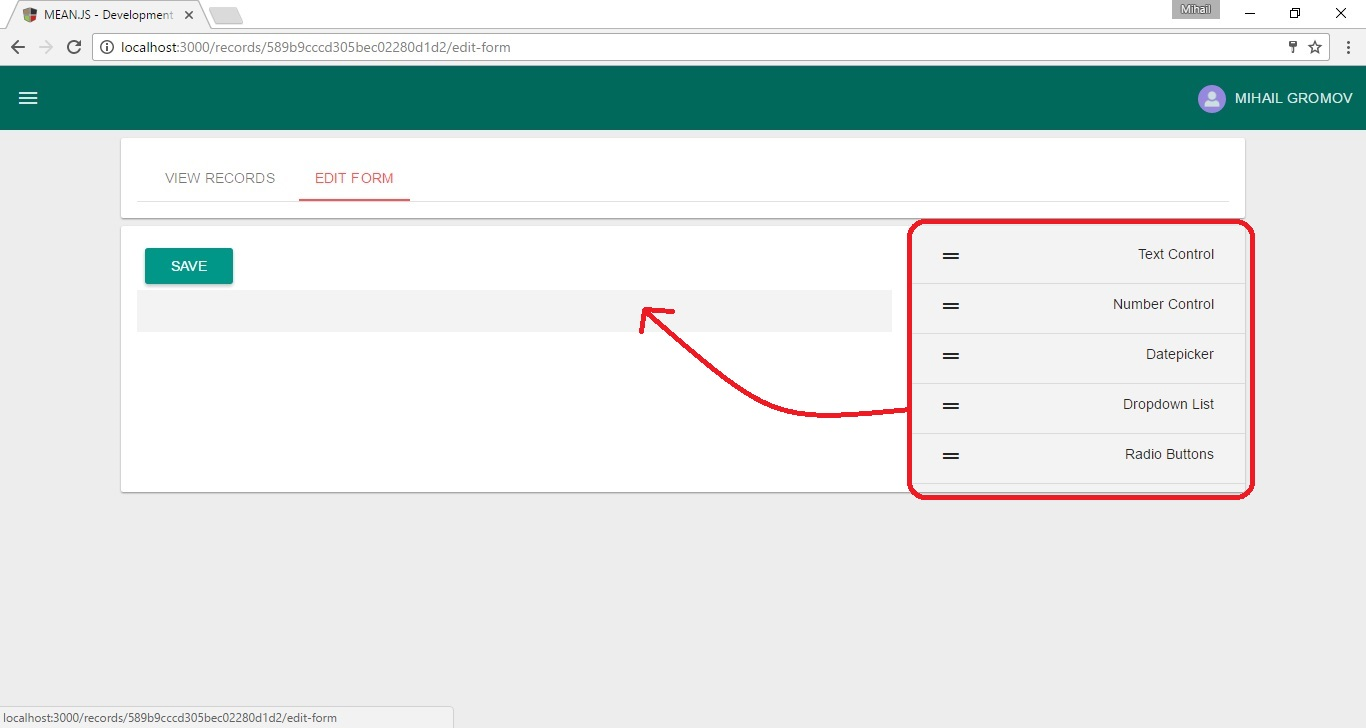 MEAN.JS - Development
Mihail
localhost:3000/records/589b9cccd305bec02280d1d2/edit-form
MIHAIL GROMOV
VIEW RECORDS
EDIT FORM
SAVE
Text Control
Number Control
Datepicker
Dropdown List
Radio Buttons
localhost:3000/records/589b9cccd305bec02280d1d2/edit-form